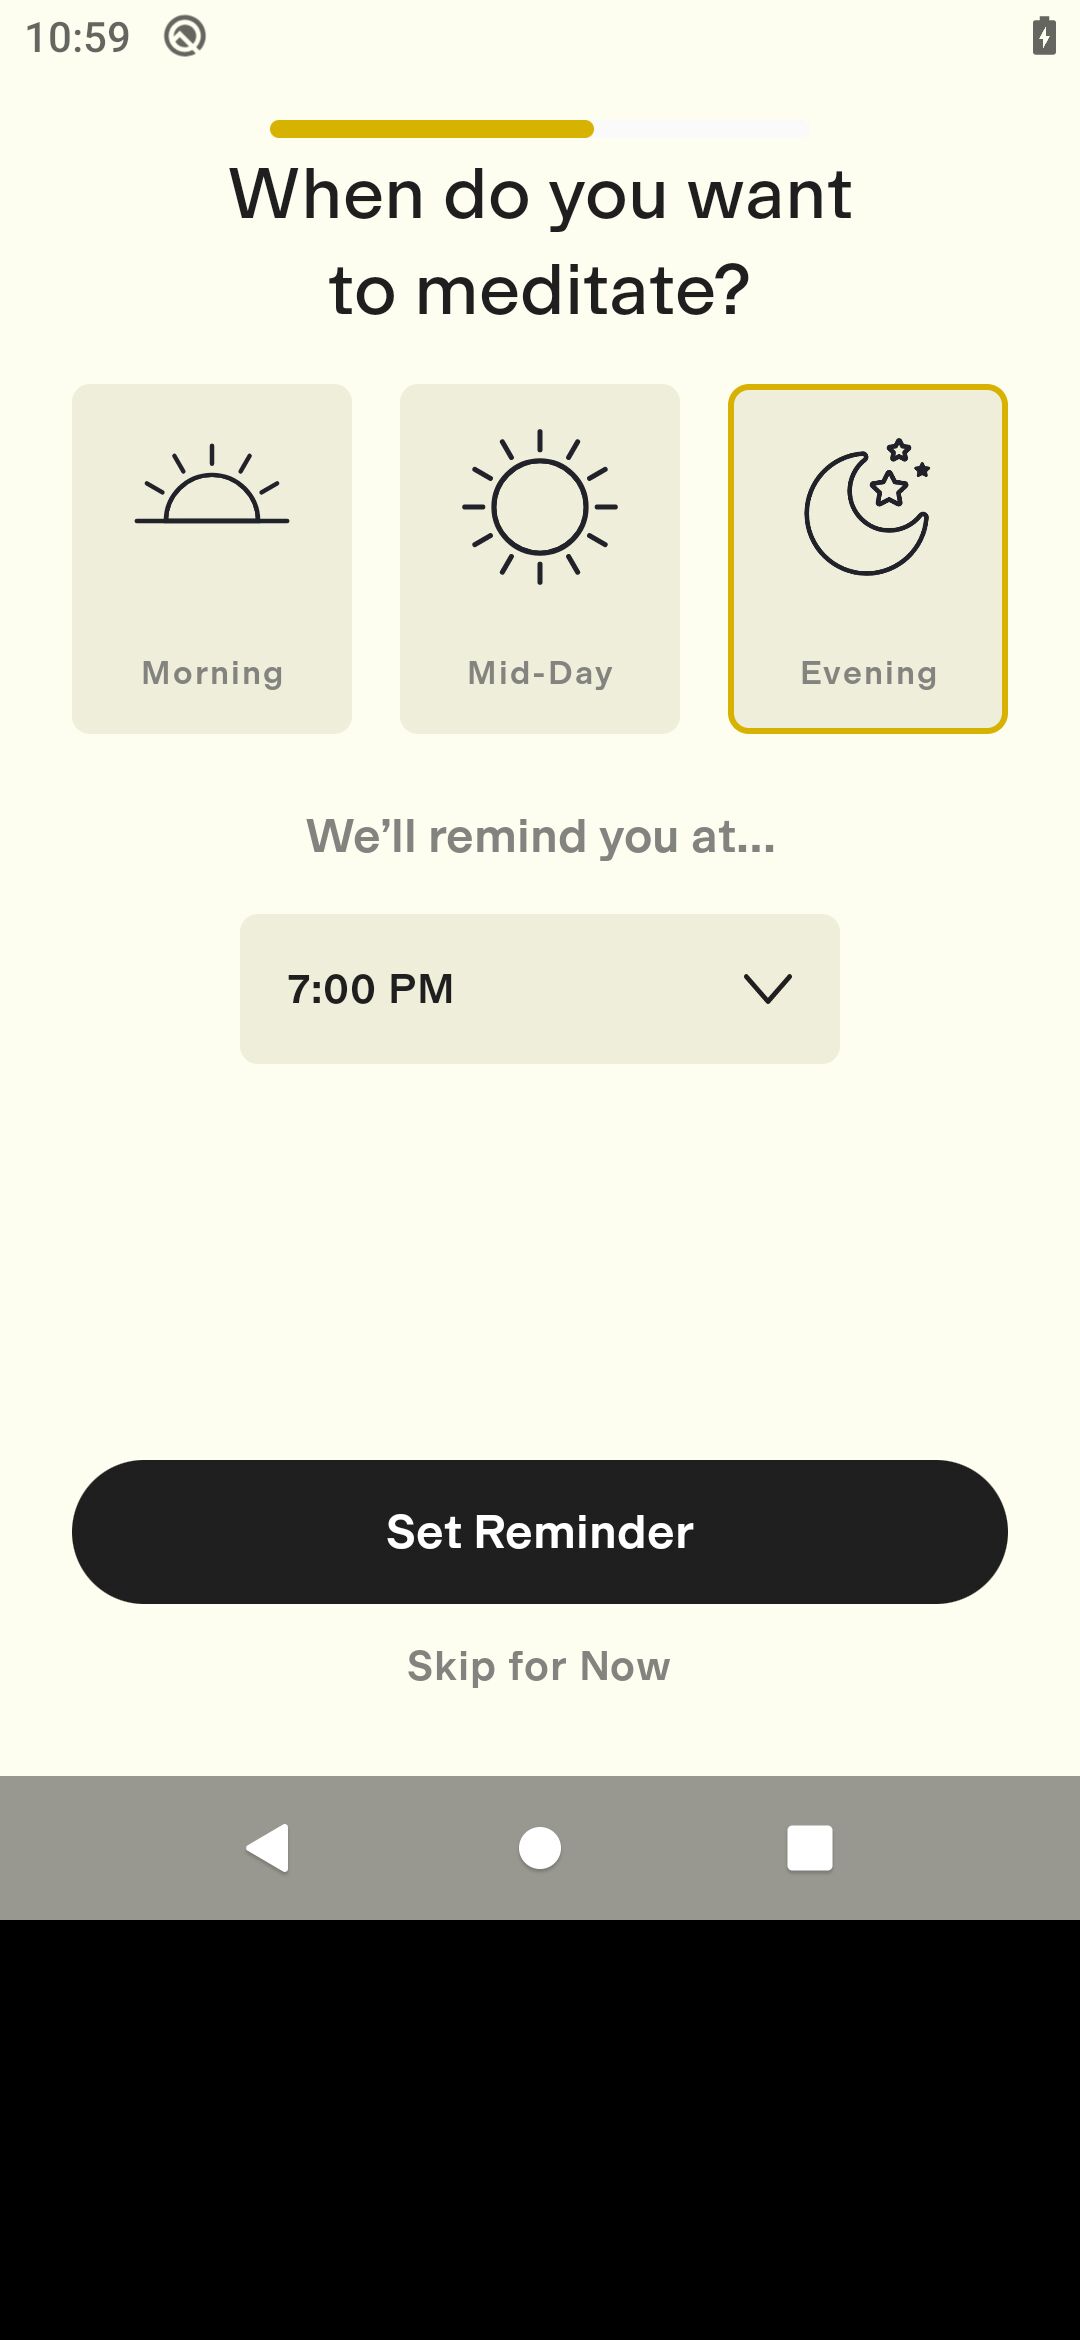 10:59
When do you want
to meditate?
Morning
Mid-Day
Evening
We’ll remind you at...
7:00 PM
Set Reminder
Skip for Now